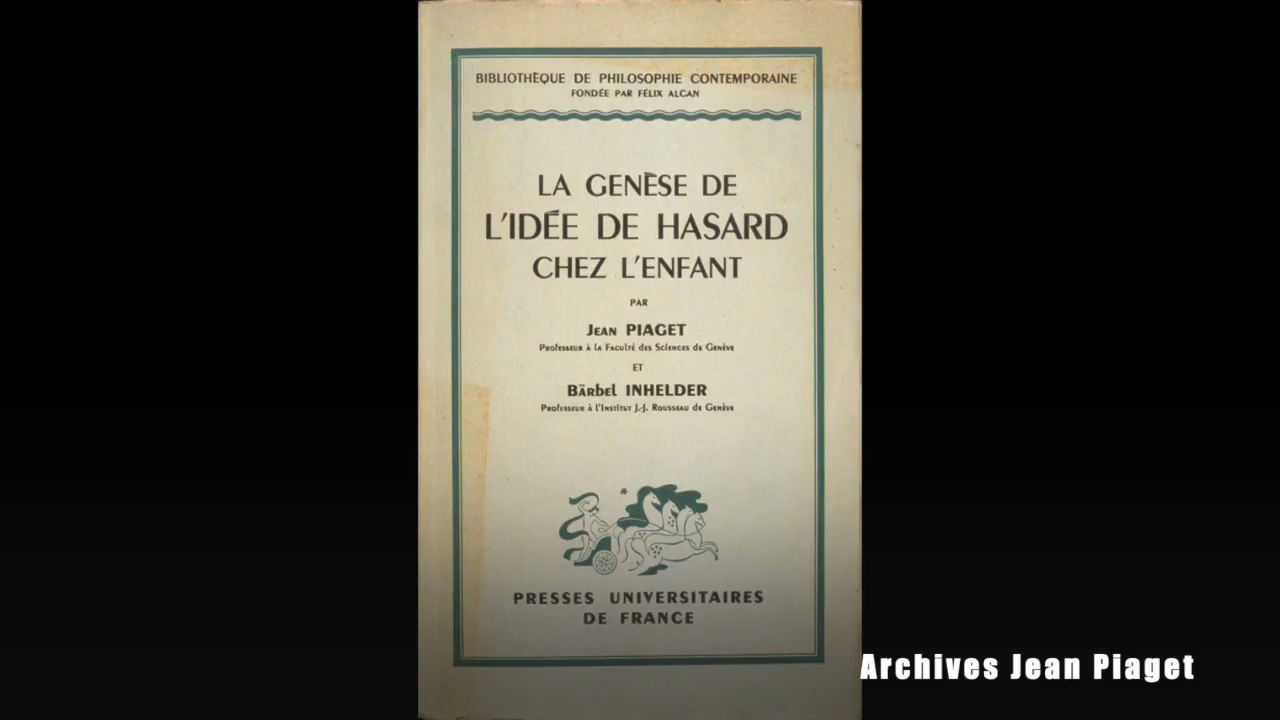 BIBLIOTHÈQUE DE PHILOSOPHIE CONTEMPORAINE
FONDÉE PAR FÉLIX ALCAN
LA GENÈSE DE
L'IDÉE DE HASARD
CHEZ L'ENFANT
PAR
Jean PIAGET
Professeur à la Faculté des Sciences de Genève
ET
Bärbel INHELDER
Professeur à l'Institut J.-J. Rousseau de Genève
PRESSES UNIVERSITAIRES
DE FRANCE
Archives Jean Piaget